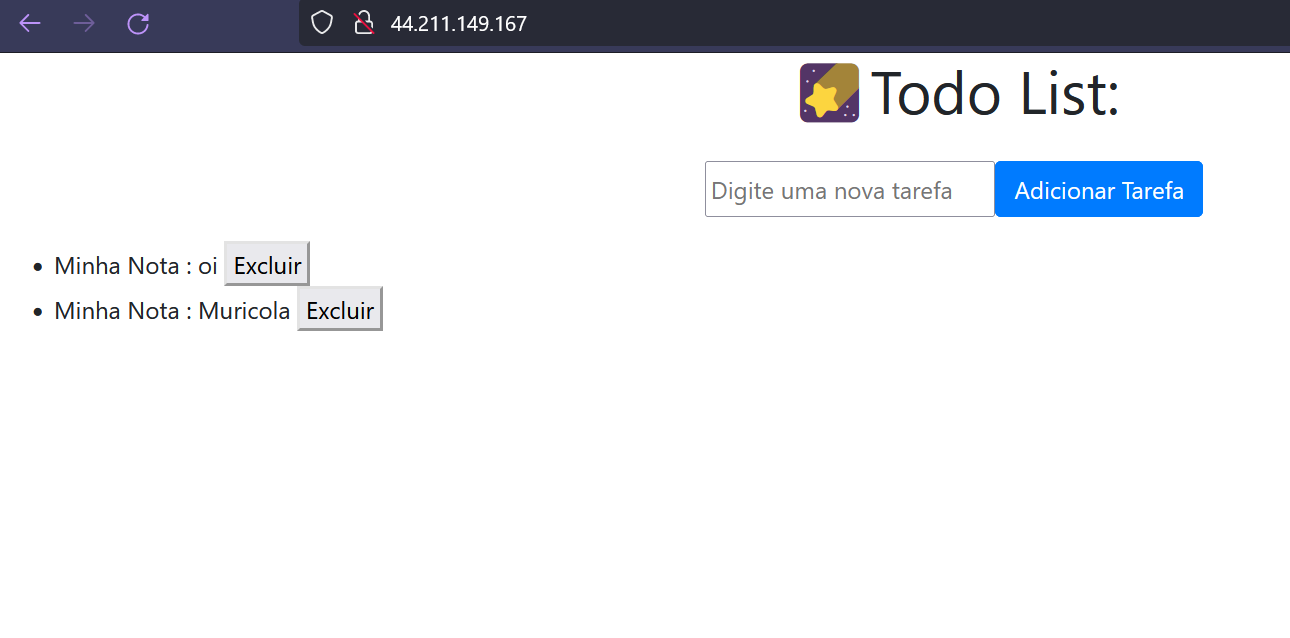 44.211.149.167
Todo List:
Digite uma nova tarefa Adicionar Tarefa
Minha Nota : oi Excluir
Minha Nota : Muricola Excluir